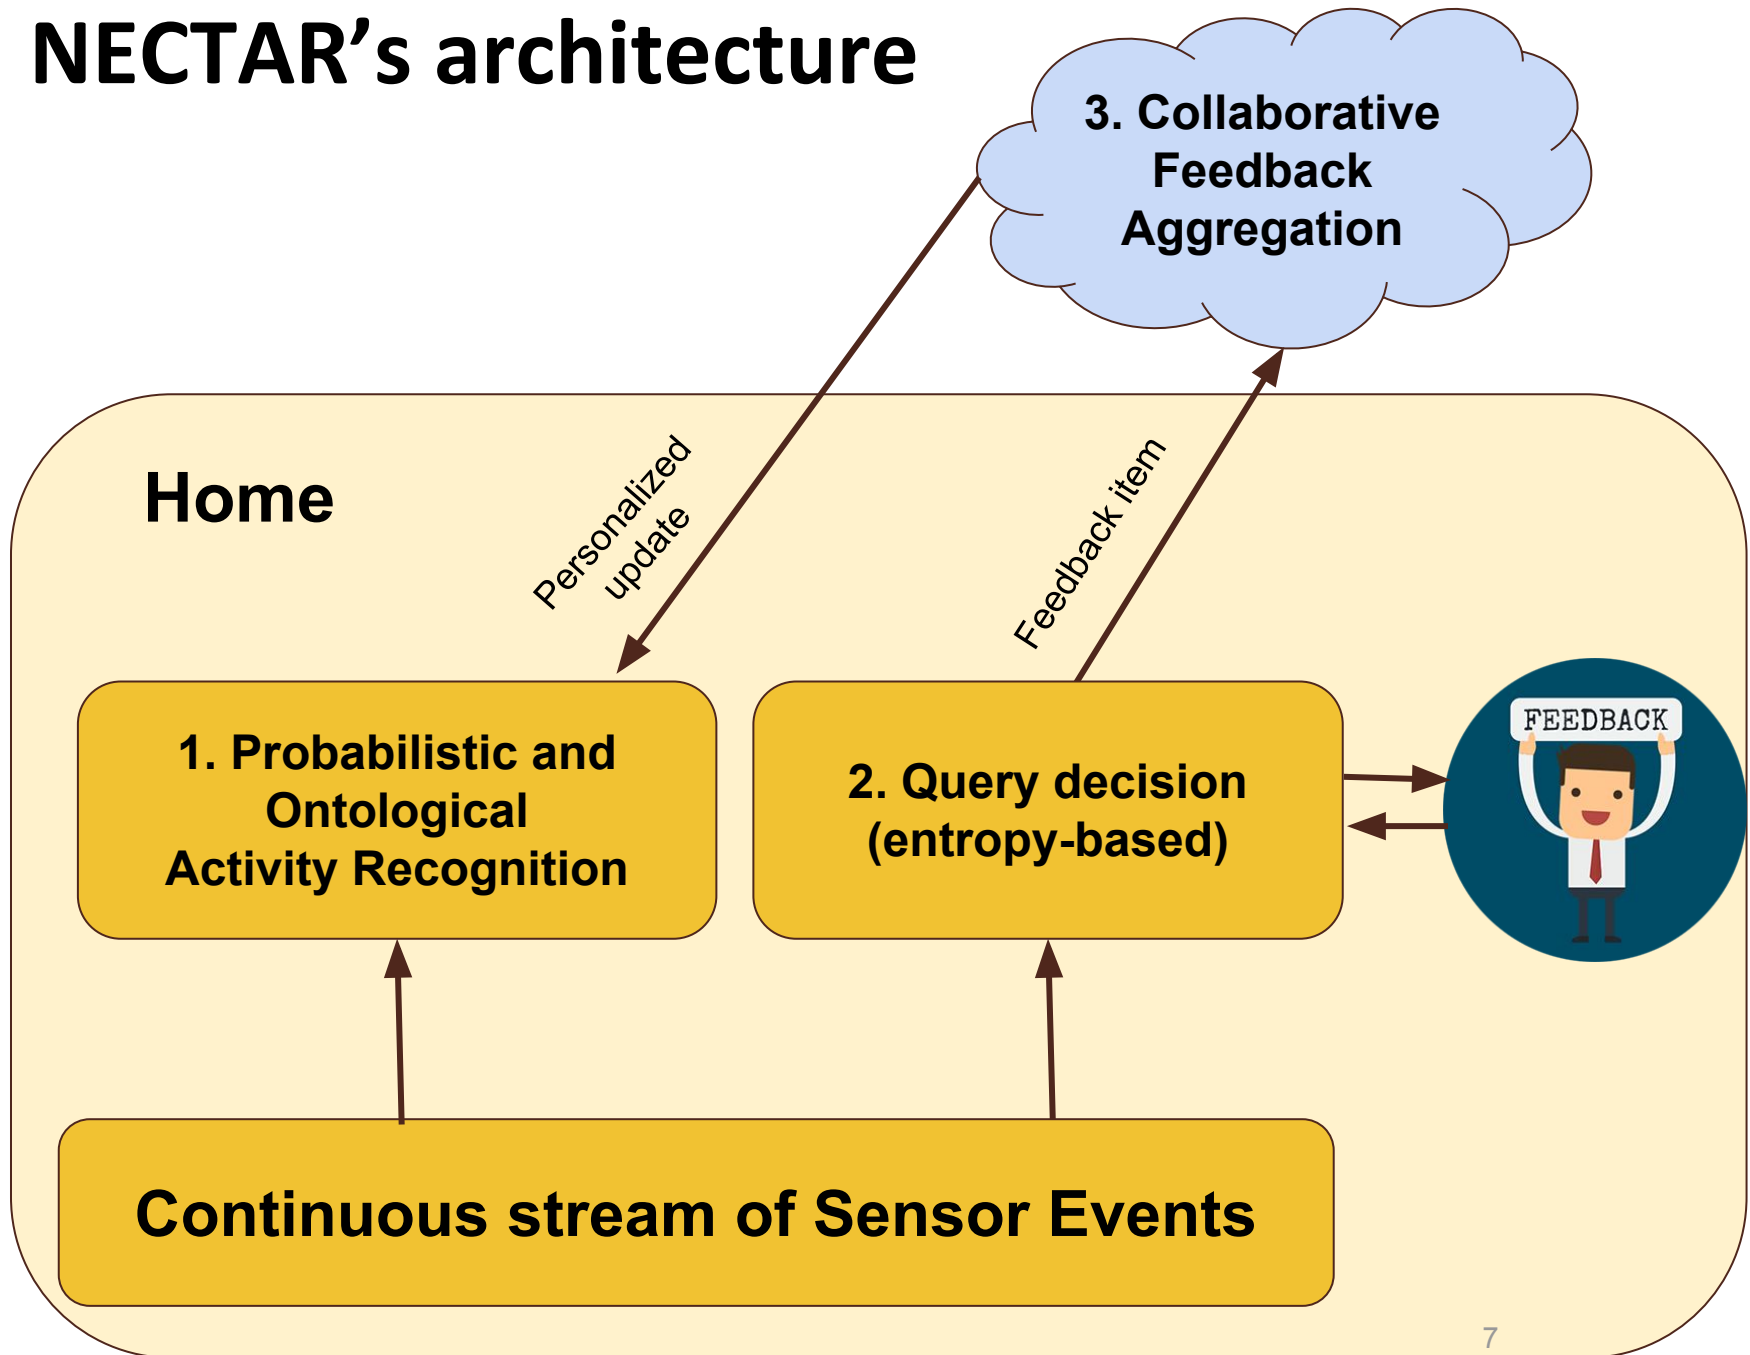 NECTAR’s architecture
3. Collaborative
Feedback
Aggregation
Home
Personalized
update
Feedback item
1. Probabilistic and
Ontological
Activity Recognition
2. Query decision
(entropy-based)
FEEDBACK
Continuous stream of Sensor Events
7